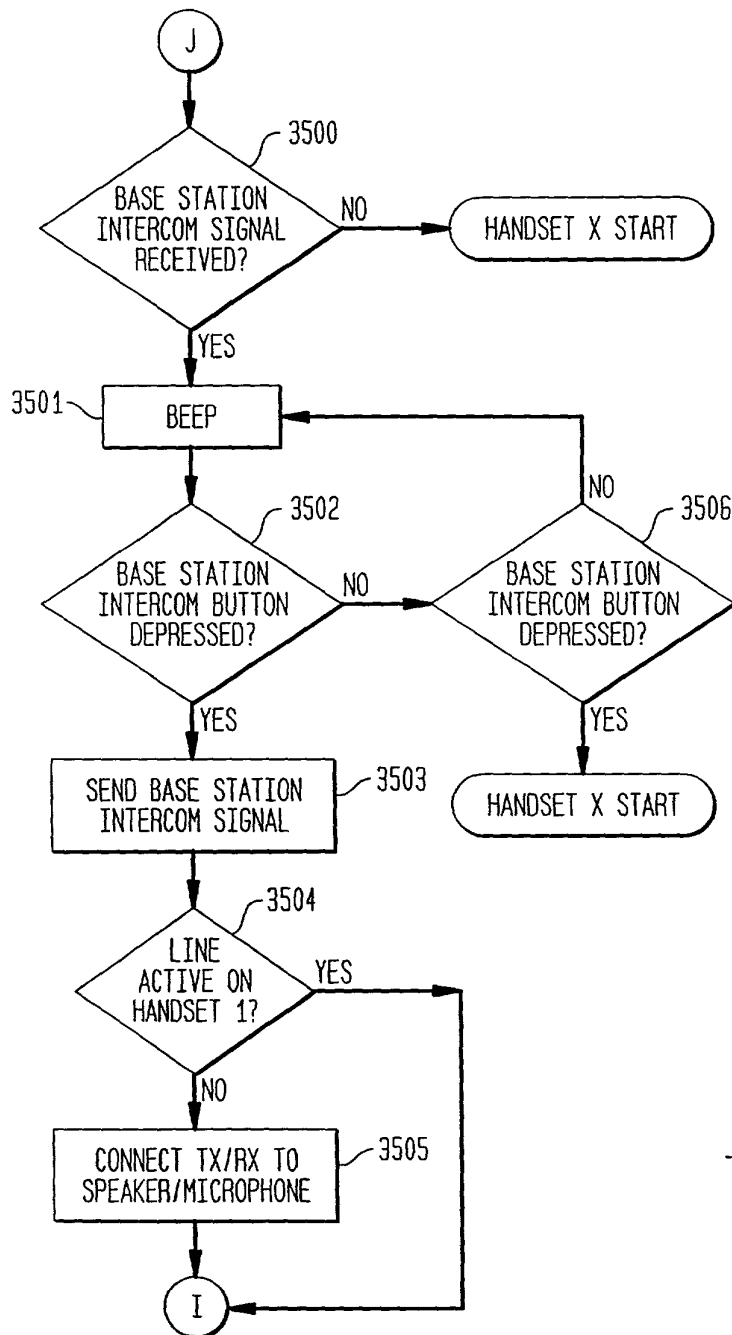 J
3500
BASE STATION
INTERCOM SIGNAL
RECEIVED?
NO
HANDSET X START
YES
3501
BEEP
3502
BASE STATION
INTERCOM BUTTON
DEPRESSED?
NO
NO
3506
BASE STATION
INTERCOM BUTTON
DEPRESSED?
YES
YES
SEND BASE STATION
INTERCOM SIGNAL
3503
HANDSET X START
3504
LINE
ACTIVE ON
HANDSET 1?
YES
NO
CONNECT TX/RX TO
SPEAKER/MICROPHONE
3505
I